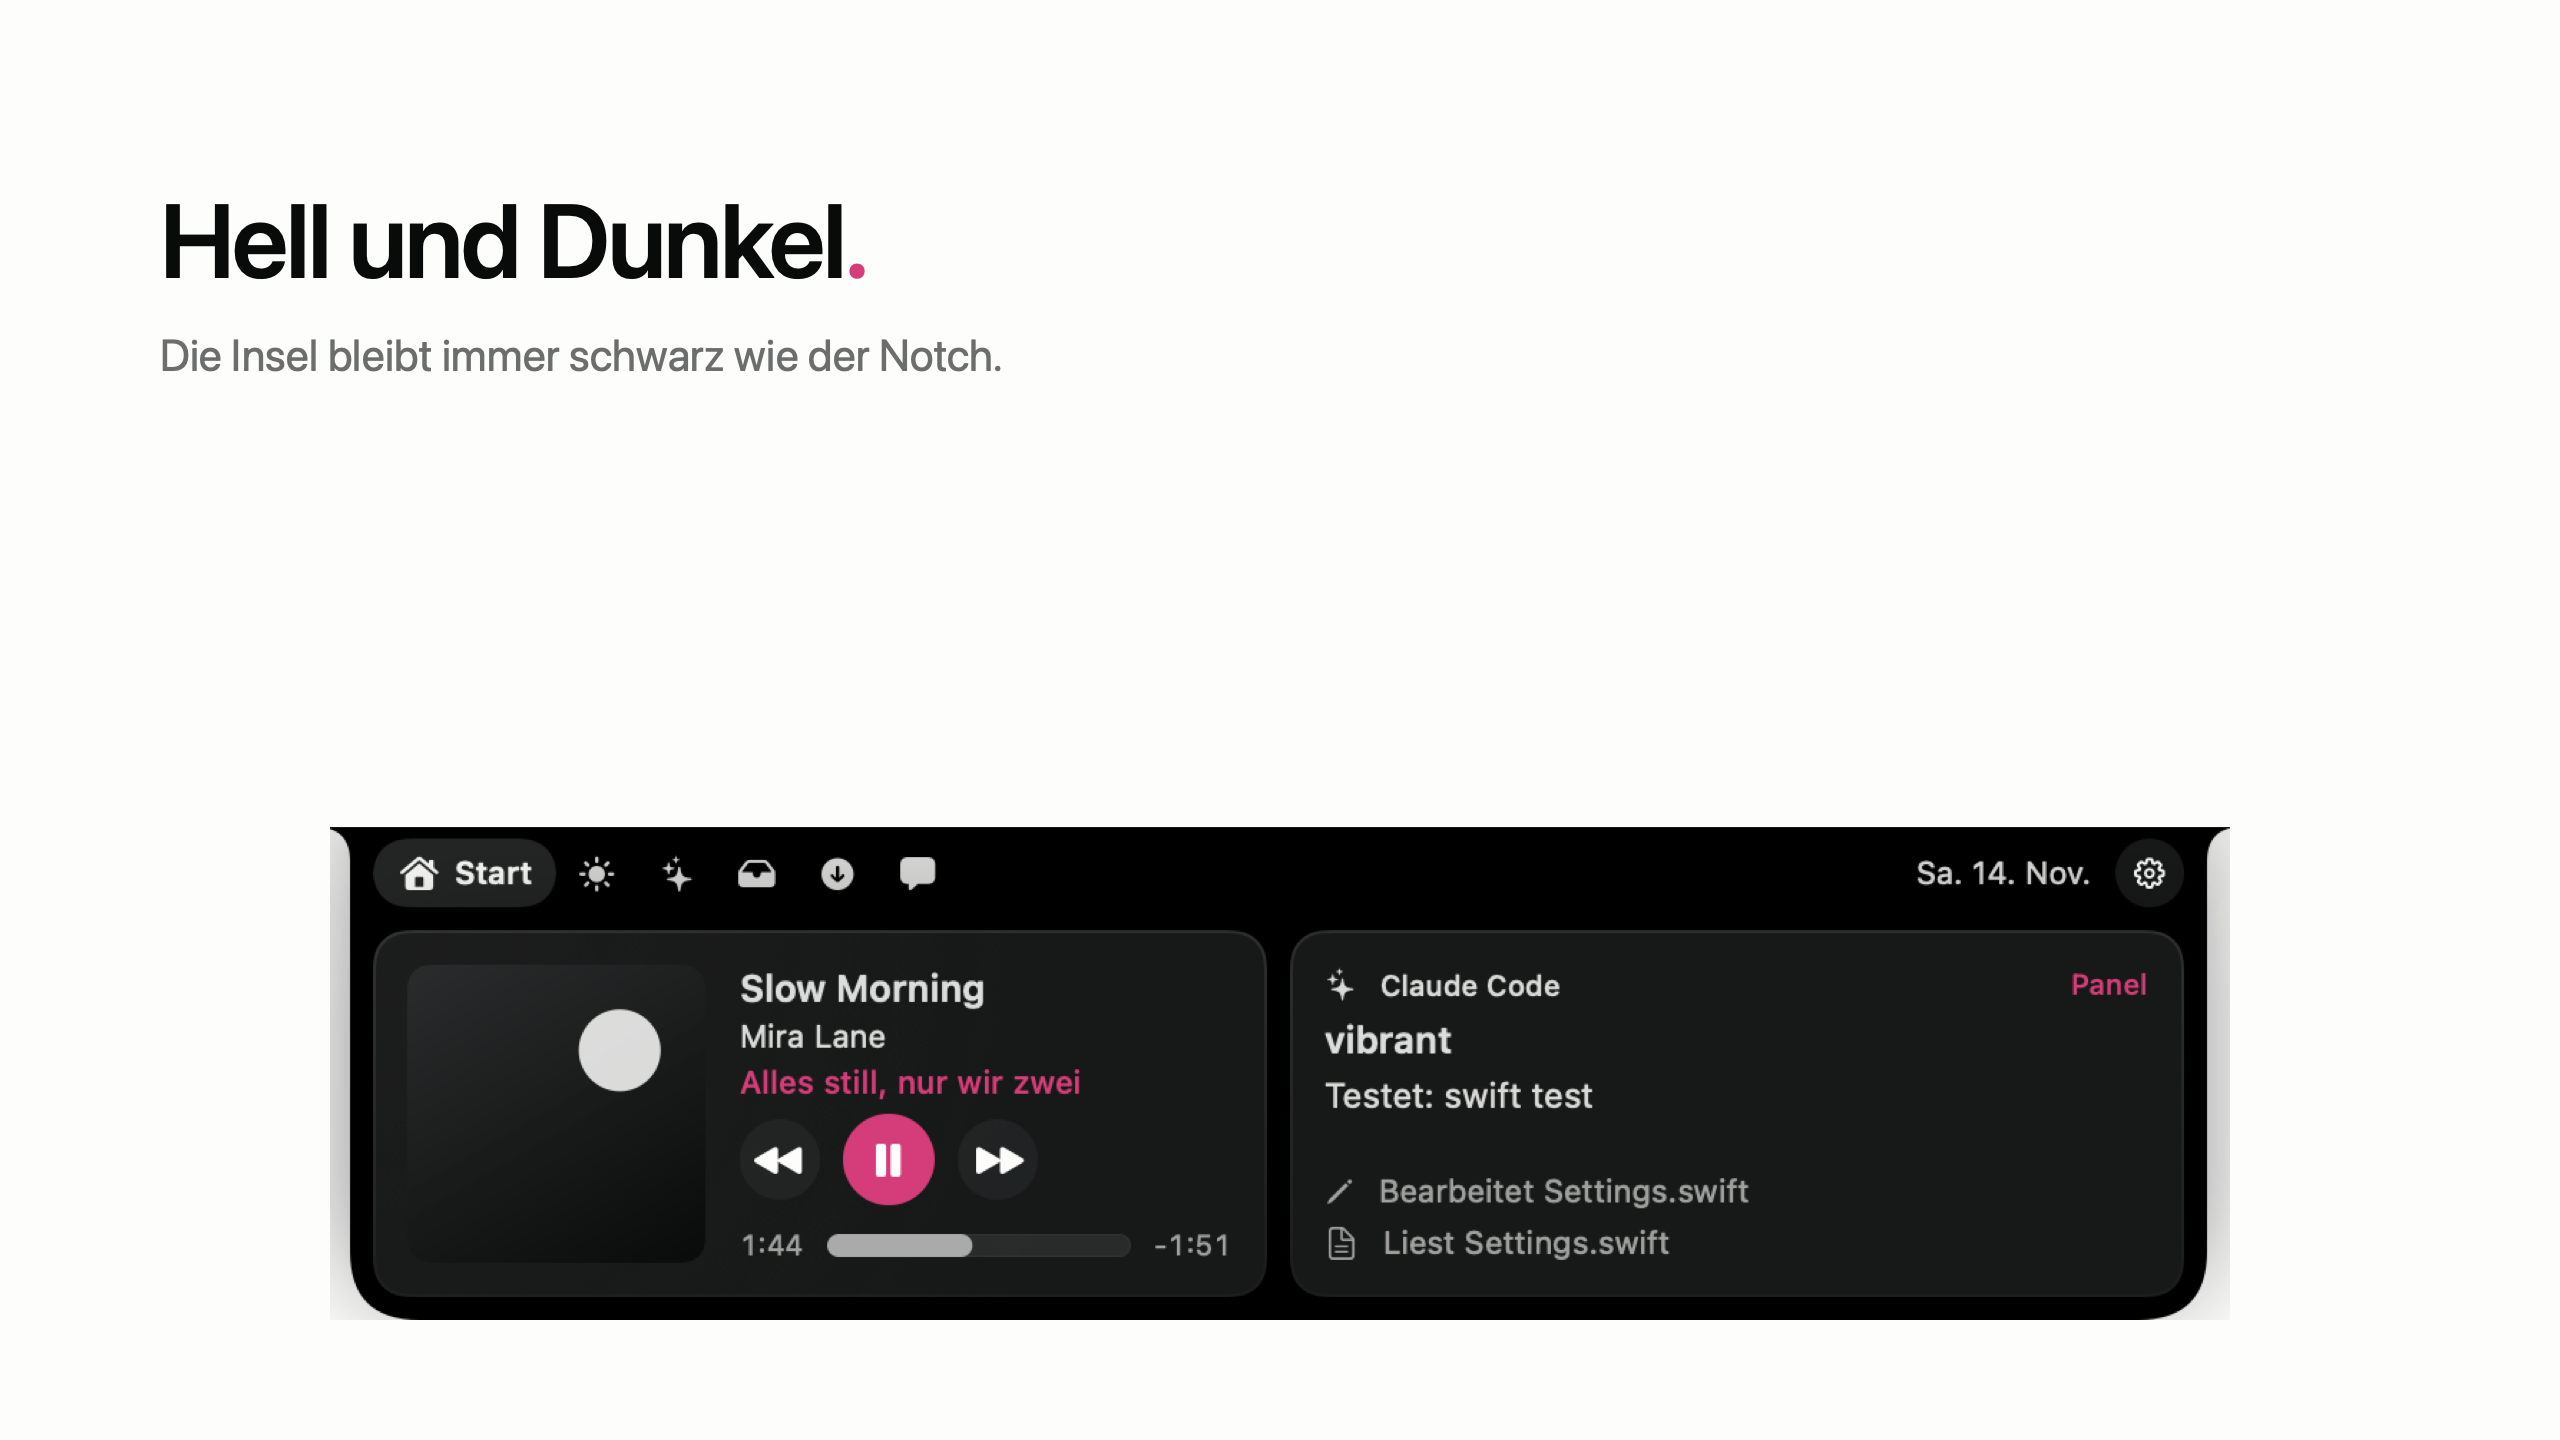 Hell und Dunkel.
Die Insel bleibt immer schwarz wie der Notch.
Start
Sa. 14. Nov.
Slow Morning
Mira Lane
Alles still, nur wir zwei
1:44
-1:51
Claude Code
Panel
vibrant
Testet: swift test
Bearbeitet Settings.swift
Liest Settings.swift